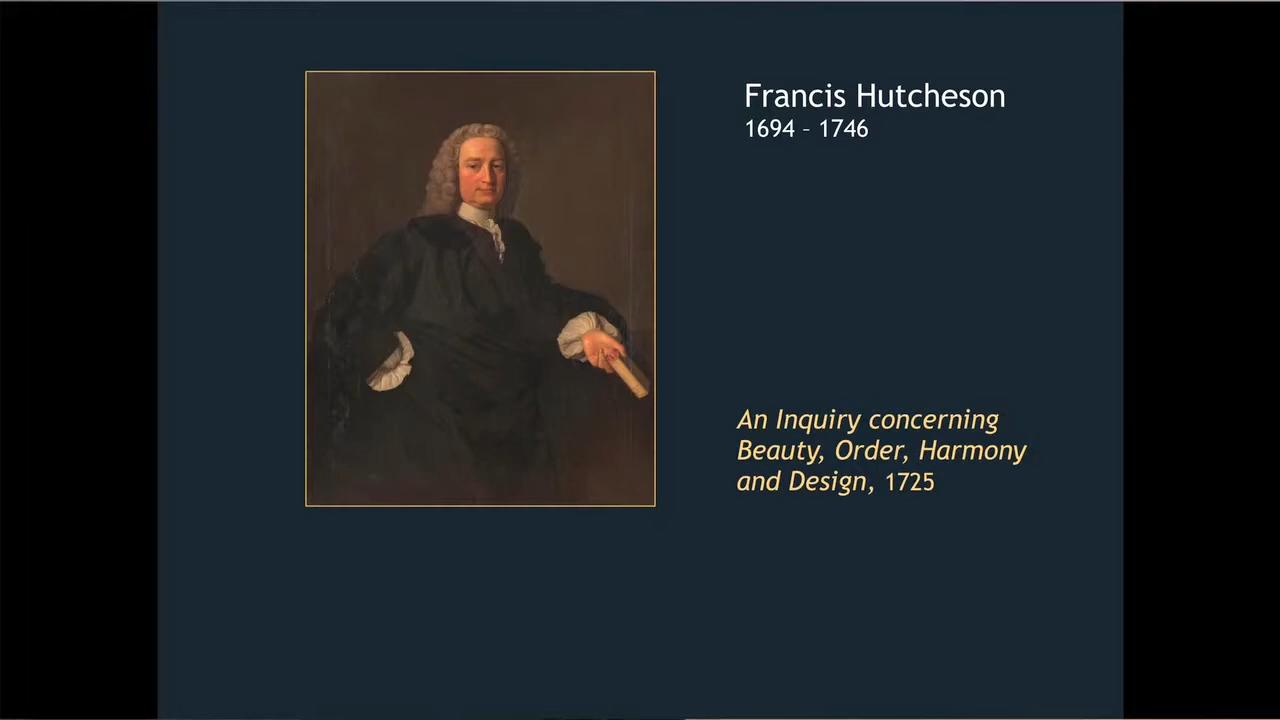 Francis Hutcheson
1694 – 1746
An Inquiry concerning
Beauty, Order, Harmony
and Design, 1725